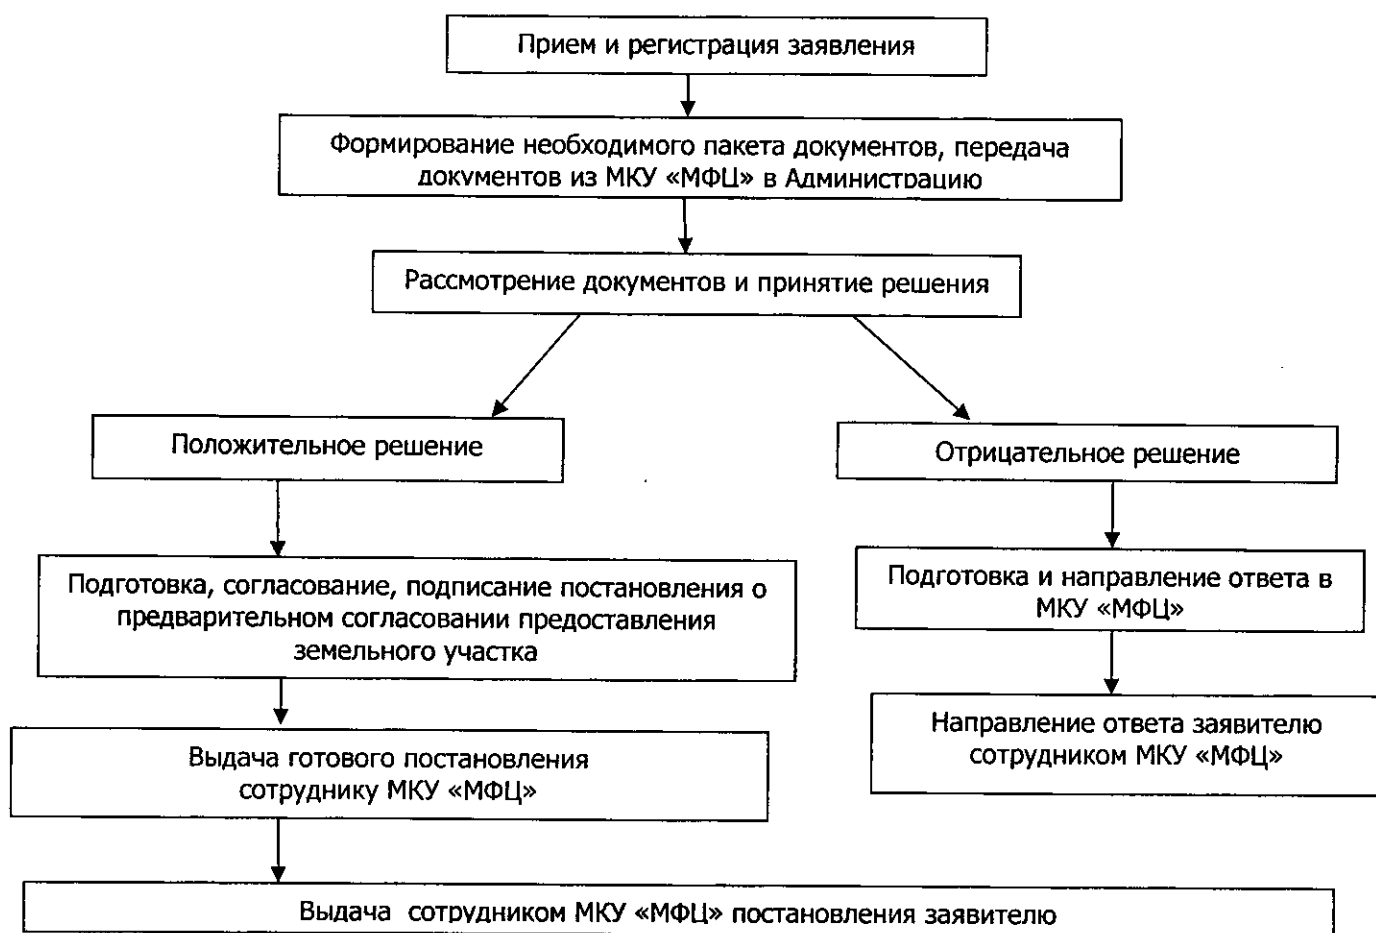 Прием и регистрация заявления
Формирование необходимого пакета документов, передача
документов из МКУ «МФЦ» в Администрацию
Рассмотрение документов и принятие решения
Положительное решение
Отрицательное решение
Подготовка, согласование, подписание постановления о
предварительном согласовании предоставления
земельного участка
Подготовка и направление ответа в
МКУ «МФЦ»
Выдача готового постановления
сотруднику МКУ «МФЦ»
Направление ответа заявителю
сотрудником МКУ «МФЦ»
Выдача сотрудником МКУ «МФЦ» постановления заявителю